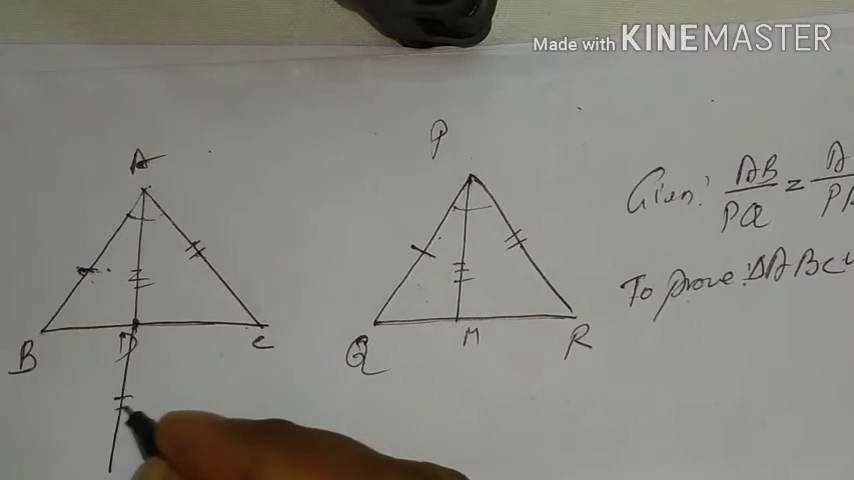 Made with KINEMASTER
A
P
Given: AB/PQ = A
To prove: ΔABC
B
D
C
Q
M
R